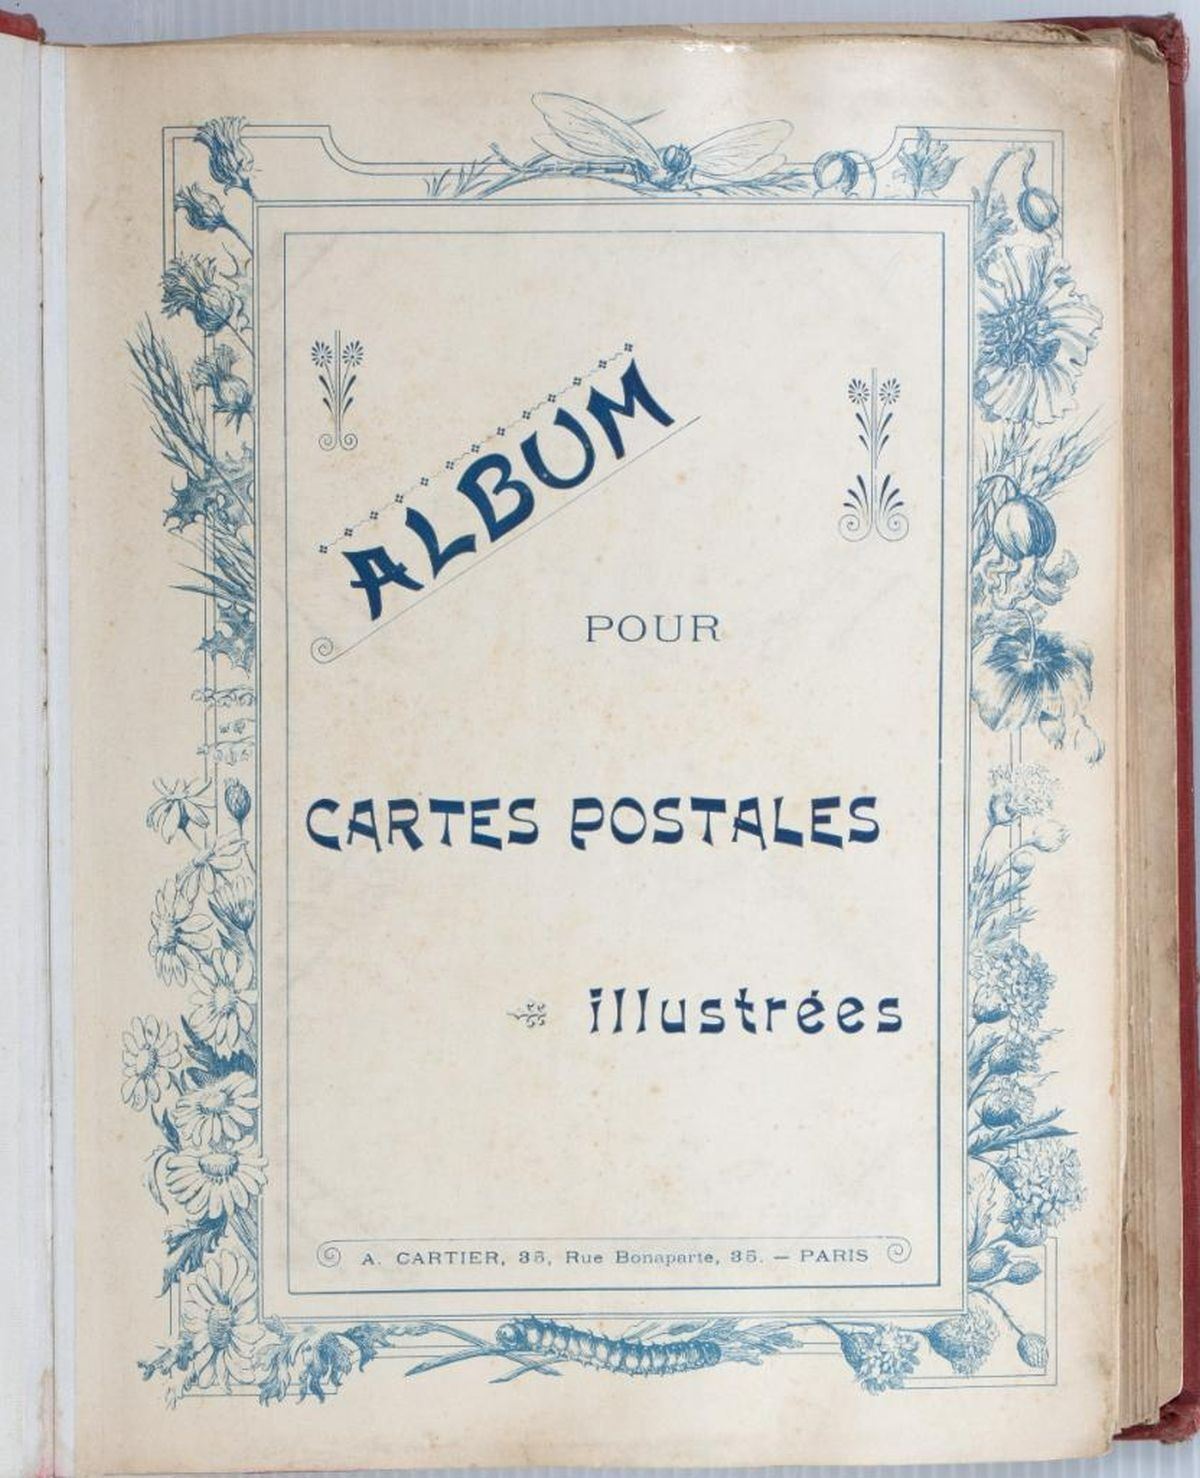 ALBUM
POUR
CARTES POSTALES
illustrées
A. CARTIER, 35, Rue Bonaparte, 35. — PARIS